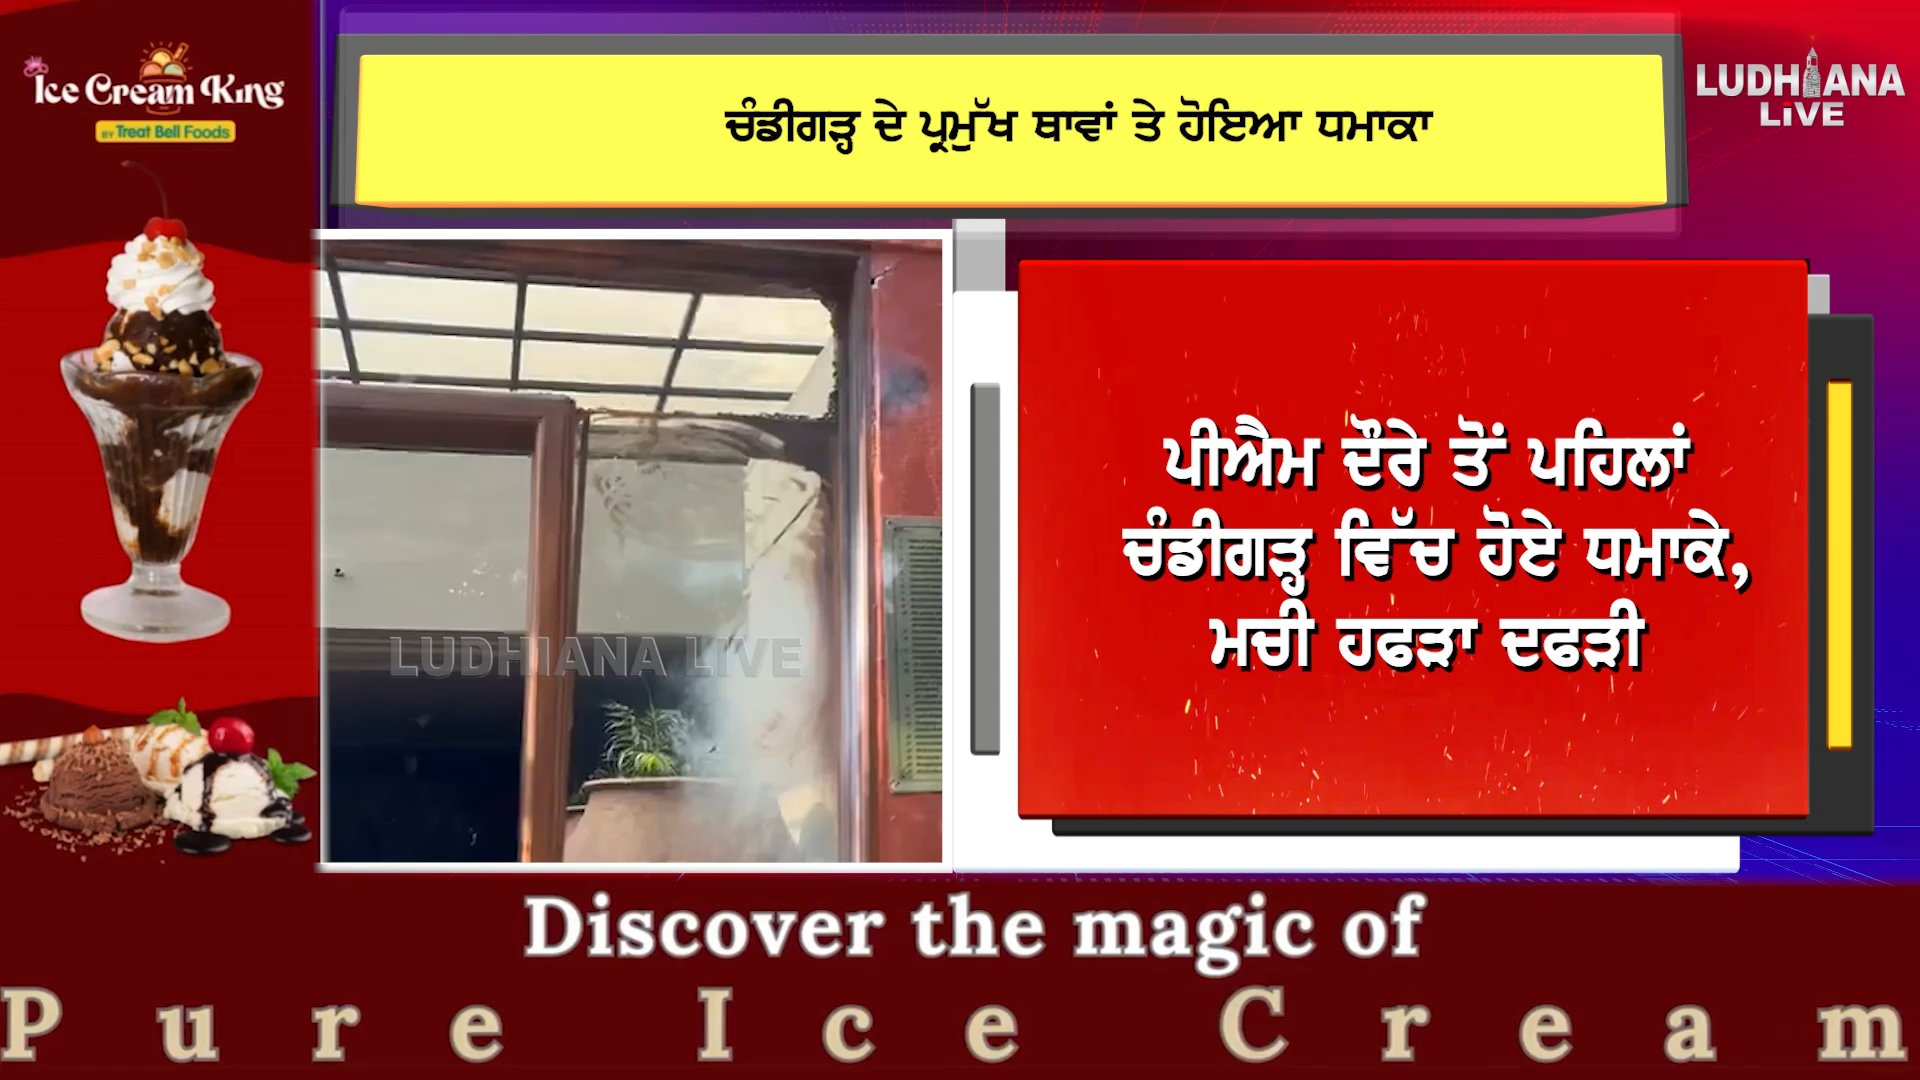 Ice Cream King
BY Treat Bell Foods
ਚੰਡੀਗੜ੍ਹ ਦੇ ਪ੍ਰਮੁੱਖ ਥਾਵਾਂ ਤੇ ਹੋਇਆ ਧਮਾਕਾ
LUDHIANA
LiVE
ਪੀਐਮ ਦੌਰੇ ਤੋਂ ਪਹਿਲਾਂ
ਚੰਡੀਗੜ੍ਹ ਵਿੱਚ ਹੋਏ ਧਮਾਕੇ,
ਮਚੀ ਹਫੜਾ ਦਫੜੀ
LUDHIANA LIVE
Discover the magic of
Pure Ice Cream